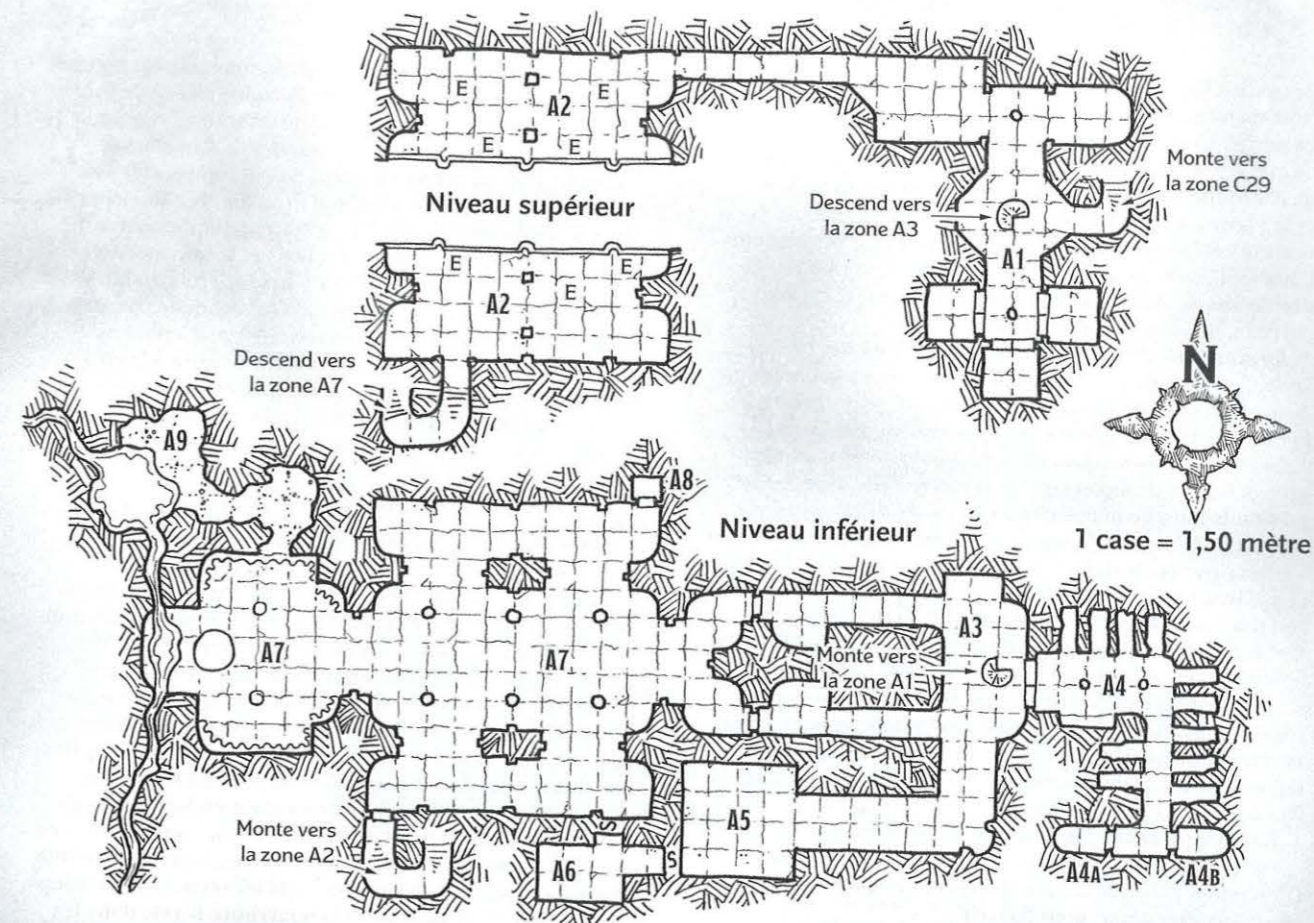 E
E
A2
E
E
Niveau supérieur
Monte vers
la zone C29
Descend vers
la zone A3
A1
E
E
E
A2
Descend vers
la zone A7
N
1 case = 1,50 mètre
A9
A8
Niveau inférieur
A3
Monte vers
la zone A1
A7
A7
A4
S
A5
S
Monte vers
la zone A2
A6
S
A4A
A4B